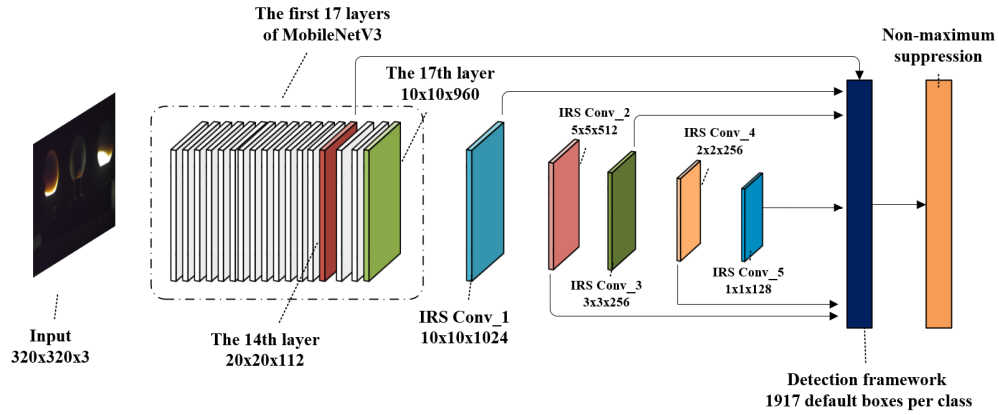 The first 17 layers
of MobileNetV3
Non-maximum
suppression
The 17th layer
10x10x960
IRS Conv_2
5x5x512
IRS Conv_4
2x2x256
IRS Conv_5
1x1x128
IRS Conv_3
3x3x256
IRS Conv_1
10x10x1024
Input
320x320x3
The 14th layer
20x20x112
Detection framework
1917 default boxes per class